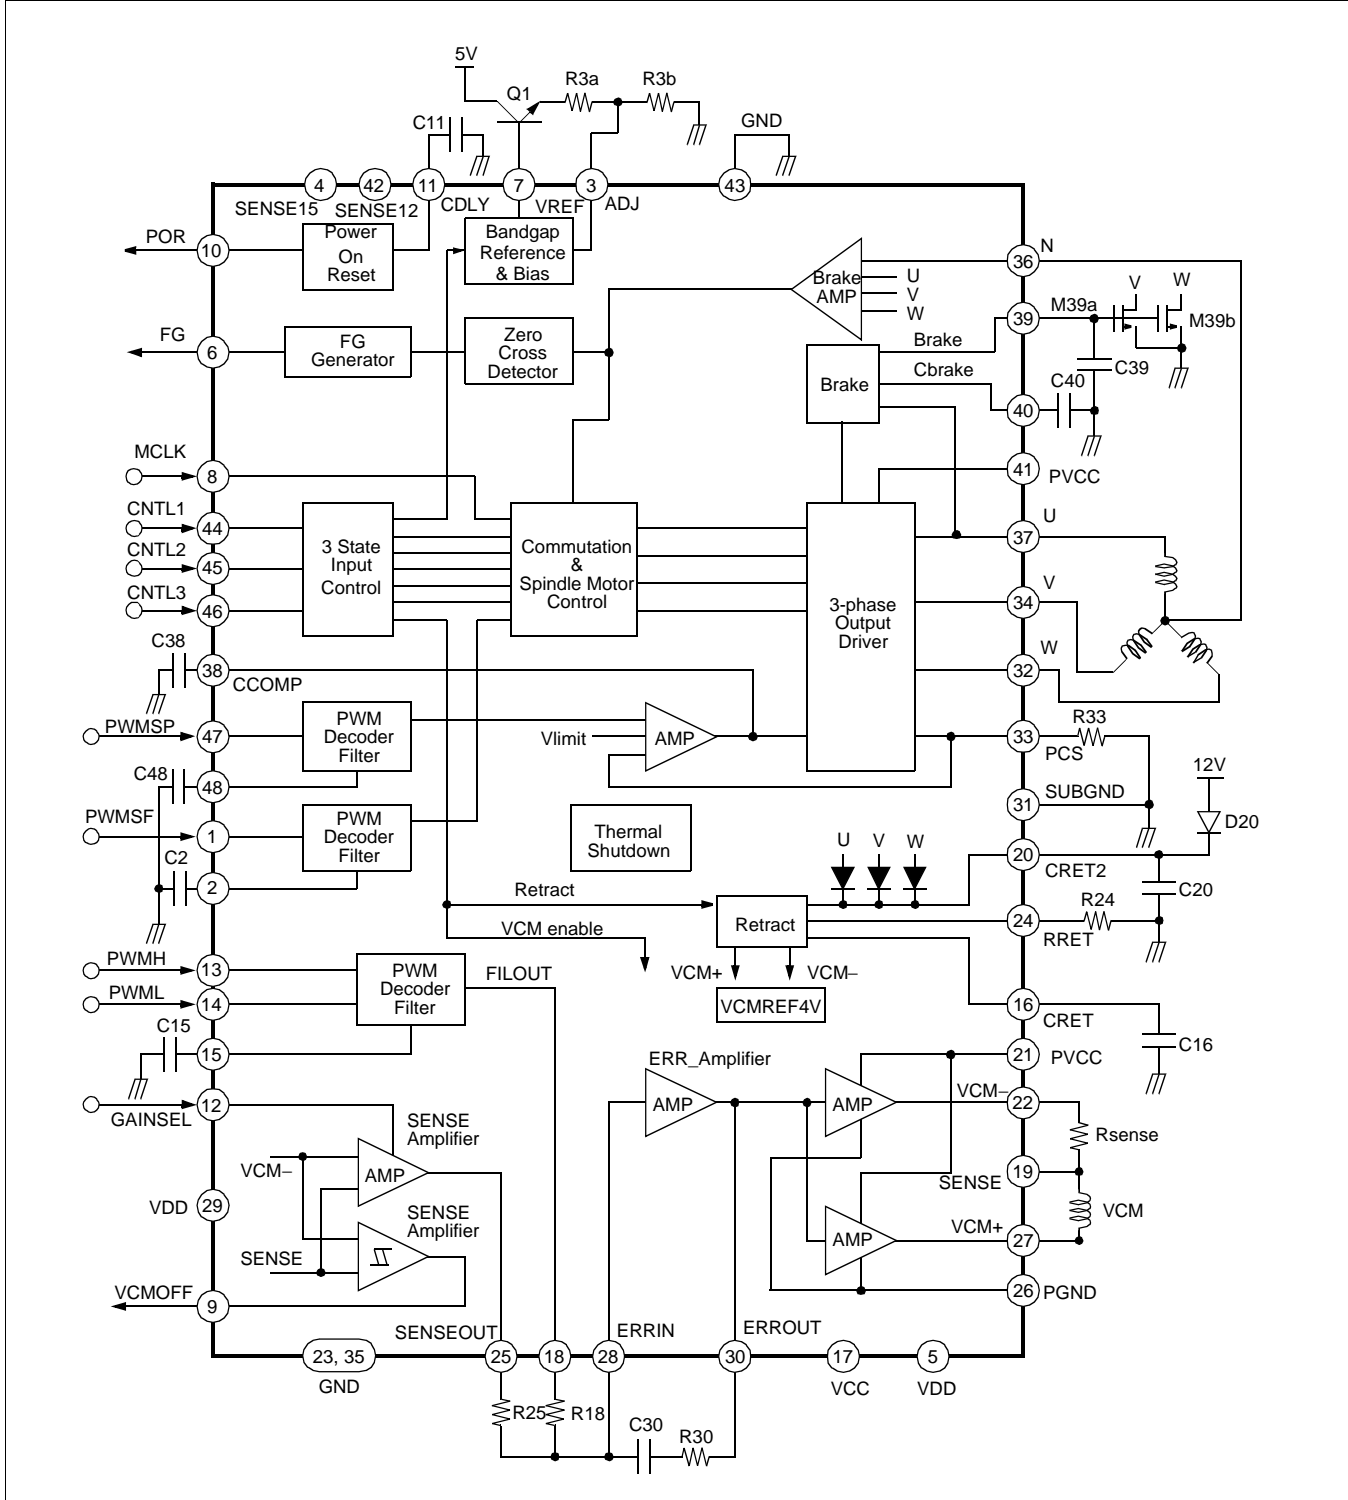 5V
Q1
R3a
R3b
C11
GND
4
42
11
7
3
43
SENSE15
SENSE12
CDLY
VREF
ADJ
POR
10
Power
On
Reset
Bandgap
Reference
& Bias
36
N
Brake
AMP
U
V
W
V
W
M39a
M39b
39
FG
6
FG
Generator
Zero
Cross
Detector
Brake
Brake
Cbrake
C40
C39
40
MCLK
8
41
PVCC
CNTL1
44
CNTL2
45
CNTL3
46
3 State
Input
Control
Commutation
&
Spindle Motor
Control
3-phase
Output
Driver
U
37
V
34
W
32
C38
38
CCOMP
PWMSP
47
PWM
Decoder
Filter
Vlimit
AMP
33
PCS
R33
C48
48
12V
31
SUBGND
PWMSF
1
PWM
Decoder
Filter
Thermal
Shutdown
D20
C2
2
U
V
W
20
CRET2
C20
Retract
Retract
24
RRET
R24
VCM enable
VCM+
VCM–
VCMREF4V
PWMH
13
PWML
14
PWM
Decoder
Filter
FILOUT
16
CRET
C16
C15
15
21
PVCC
ERR_Amplifier
AMP
AMP
VCM–
22
GAINSEL
12
SENSE
Amplifier
VCM–
AMP
Rsense
SENSE
19
VCM
VDD
29
SENSE
Amplifier
SENSE
AMP
VCM+
27
VCMOFF
9
26
PGND
SENSEOUT
ERRIN
ERROUT
23, 35
GND
25
18
28
30
17
VCC
5
VDD
R25
R18
C30
R30